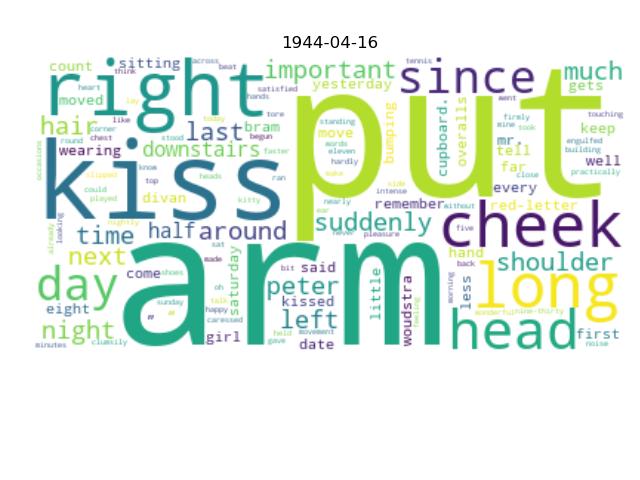 1944-04-16
count
sitting
across
beat
important
since
much
think
right
satisfied
yesterday
tennis
gets
moved
heart
lay
hands
put
went
hair
corner
like
tore
today
last
bram
standing
move
bumping
cupboard.
overalls
firmly
touching
keep
round
chest
stood
begun
words
mine
took
mr.
engulfed
building
occasions
wearing
downstairs
faster
eleven
hardly
tell
well
kiss
know
heads
ran
far
close
practically
slipped
top
divan
kitty
nearly
side
intense
remember
every
red-letter
could
played
ear
without
cheek
already
looking
time
nightly
half
around
suddenly
never
pleasure
five
next
sat
arm
hand
shoulder
day
come
shoes
made
oh
saturday
bit
said
peter
little
woudstra
less
morning
back
long
eight
sunday
talk
happy
caressed
kissed
feeling
night
"
"
girl
held
movement
left
gave
date
head
wonderful
nine-thirty
first
noise
minutes
clumsily